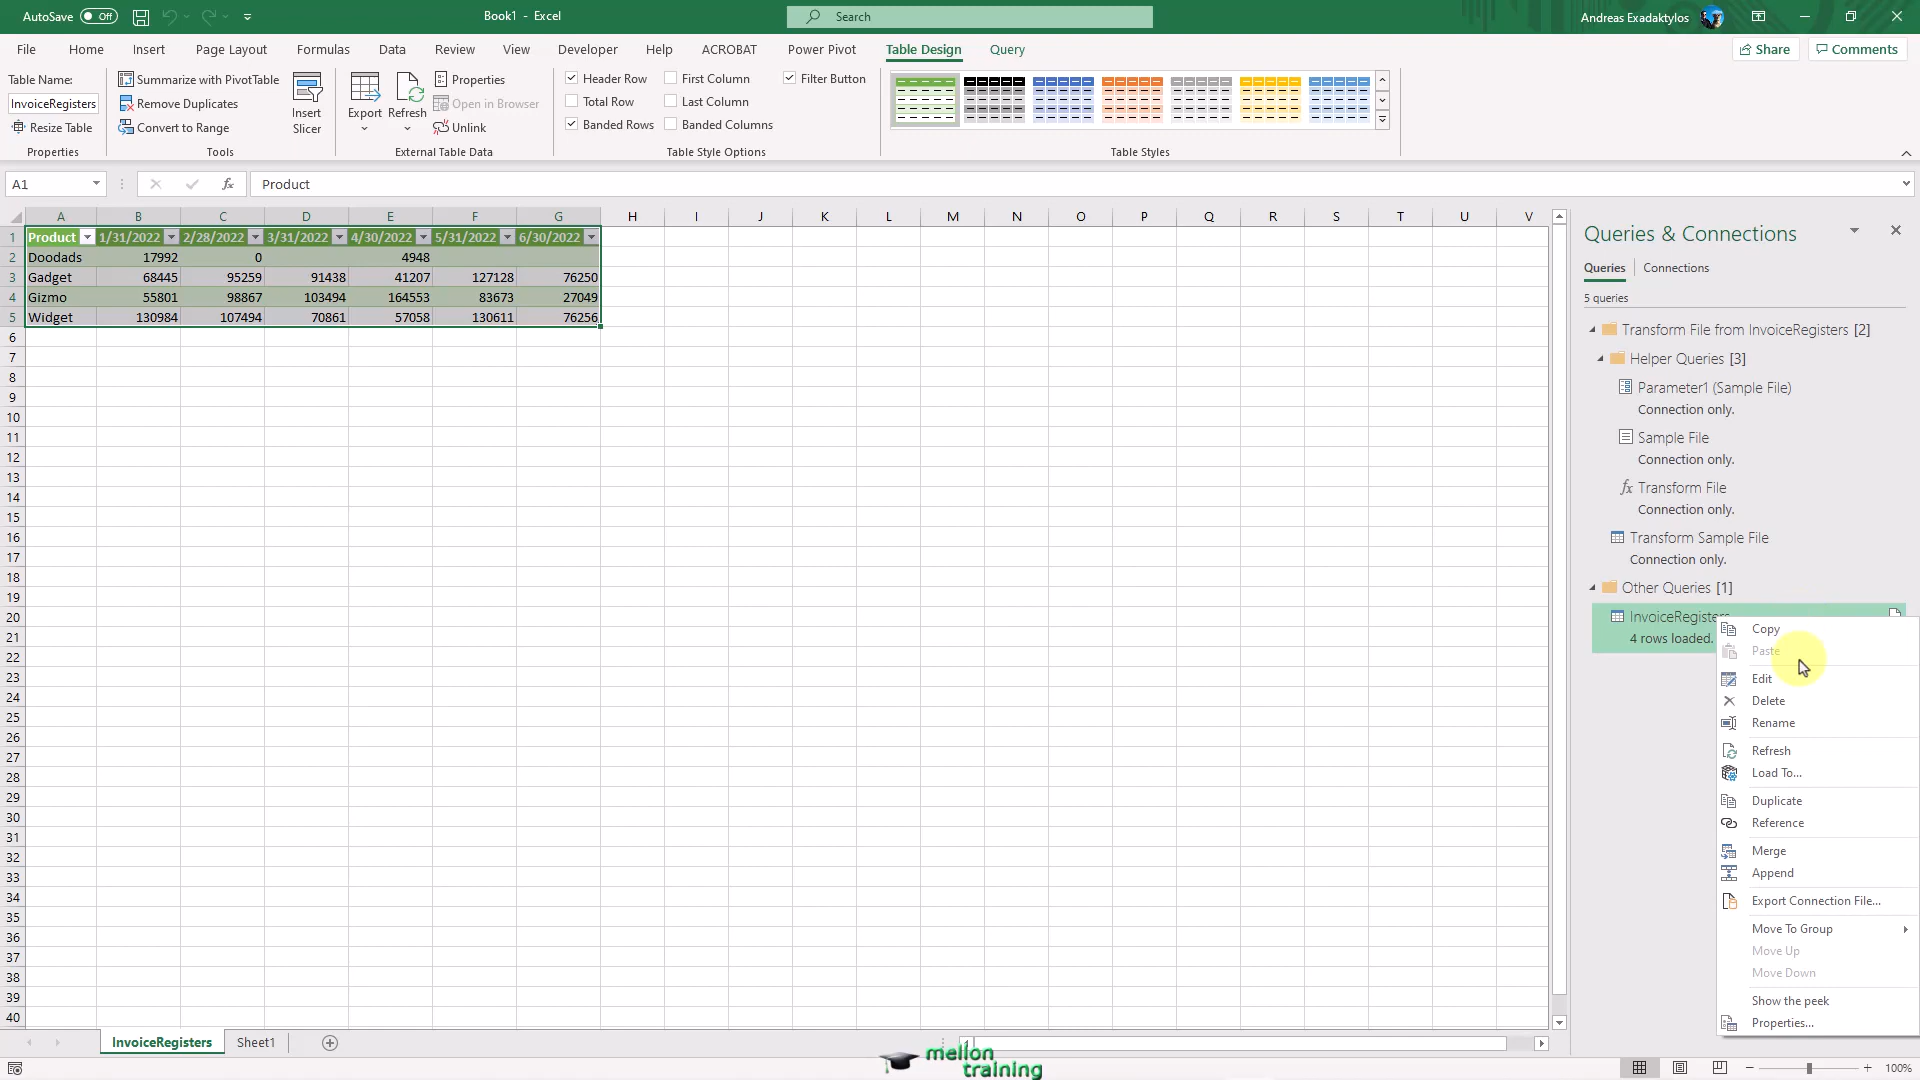 AutoSave Off Book1 - Excel Search Andreas Exadaktylos
File Home Insert Page Layout Formulas Data Review View Developer Help ACROBAT Power Pivot Table Design Query Share Comments
Table Name:
InvoiceRegisters
Resize Table
Properties
Summarize with PivotTable
Remove Duplicates
Convert to Range
Insert Slicer
Tools
Export Refresh
Properties
Open in Browser
Unlink
External Table Data
Header Row First Column Filter Button
Total Row Last Column
Banded Rows Banded Columns
Table Style Options
Table Styles
A1 fx Product
A B C D E F G H I J K L M N O P Q R S T U V
1 Product 1/31/2022 2/28/2022 3/31/2022 4/30/2022 5/31/2022 6/30/2022
2 Doodads 17992 0 4948
3 Gadget 68445 95259 91438 41207 127128 76250
4 Gizmo 55801 98867 103494 164553 83673 27049
5 Widget 130984 107494 70861 57058 130611 76256
6
7
8
9
10
11
12
13
14
15
16
17
18
19
20
21
22
23
24
25
26
27
28
29
30
31
32
33
34
35
36
37
38
39
40
Queries & Connections
Queries Connections
5 queries
Transform File from InvoiceRegisters [2]
Helper Queries [3]
Parameter1 (Sample File)
Connection only.
Sample File
Connection only.
fx Transform File
Connection only.
Transform Sample File
Connection only.
Other Queries [1]
InvoiceRegisters
4 rows loaded.
Copy
Paste
Edit
Delete
Rename
Refresh
Load To...
Duplicate
Reference
Merge
Append
Export Connection File...
Move To Group
Move Up
Move Down
Show the peek
Properties...
InvoiceRegisters Sheet1
mellon
training
100%